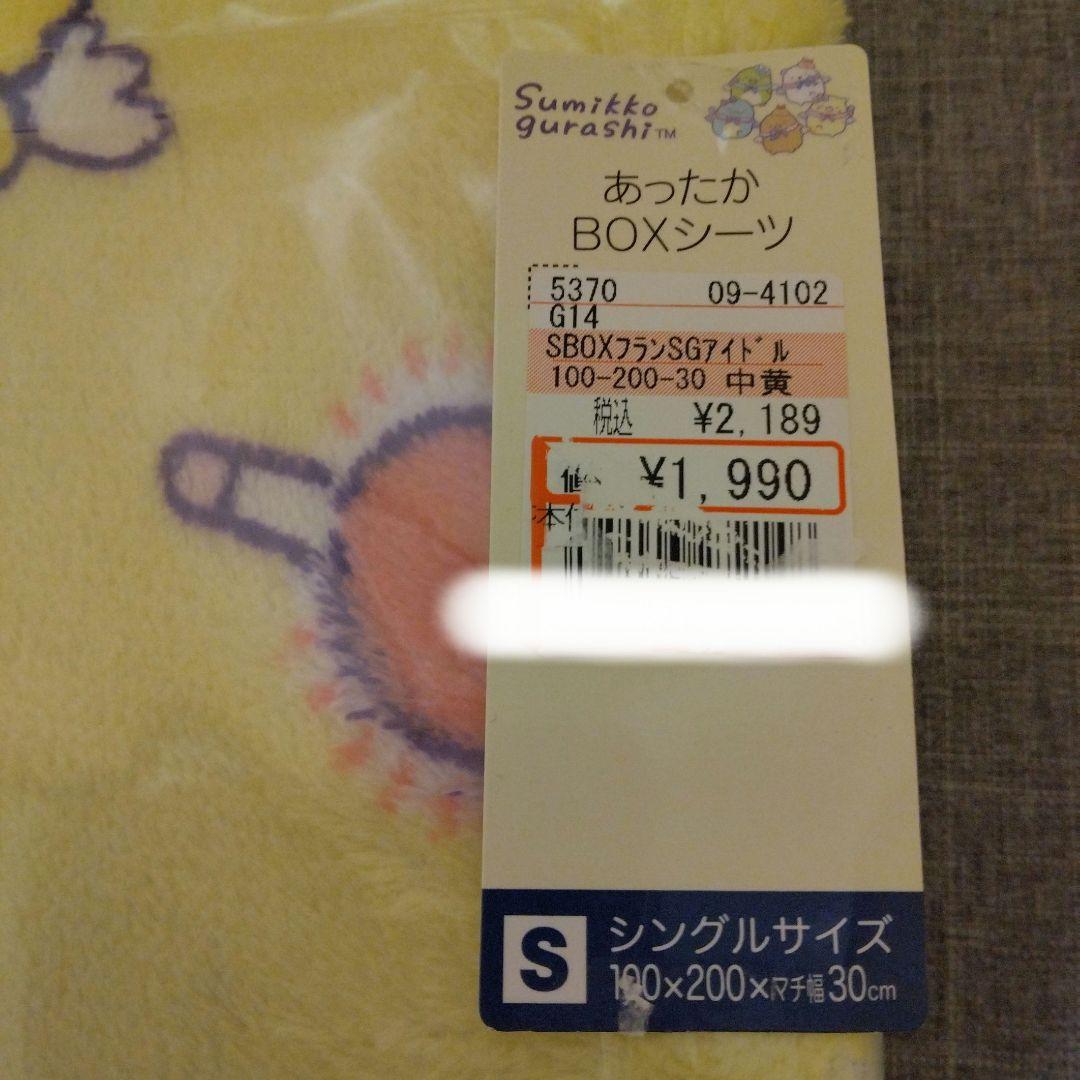 Sumikko
gurashi™
あったか
BOXシーツ
5370 09-4102
G14
SBOXフランSGアイドル
100-200-30 中黄
税込 ¥2,189
¥1,990
S シングルサイズ
100×200×マチ幅30cm